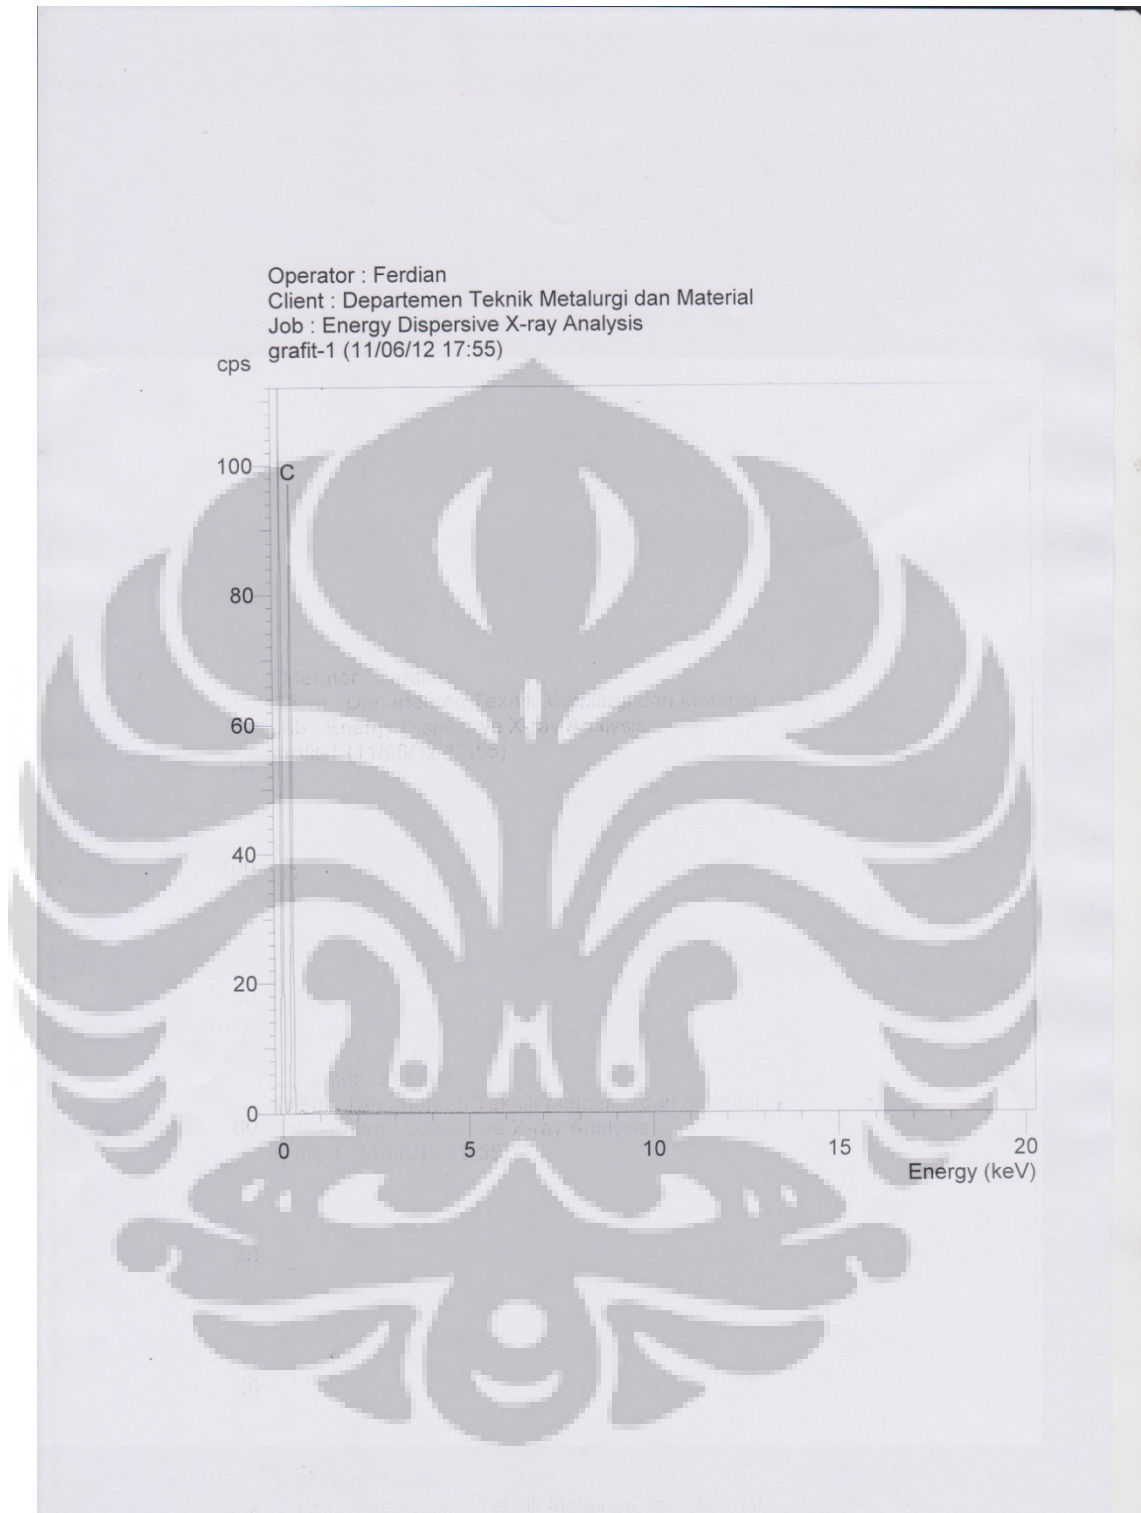 Operator : Ferdian
Client : Departemen Teknik Metalurgi dan Material
Job : Energy Dispersive X-ray Analysis
grafit-1 (11/06/12 17:55)
cps
100
C
80
60
40
20
0
0 5 10 15 20
Energy (keV)